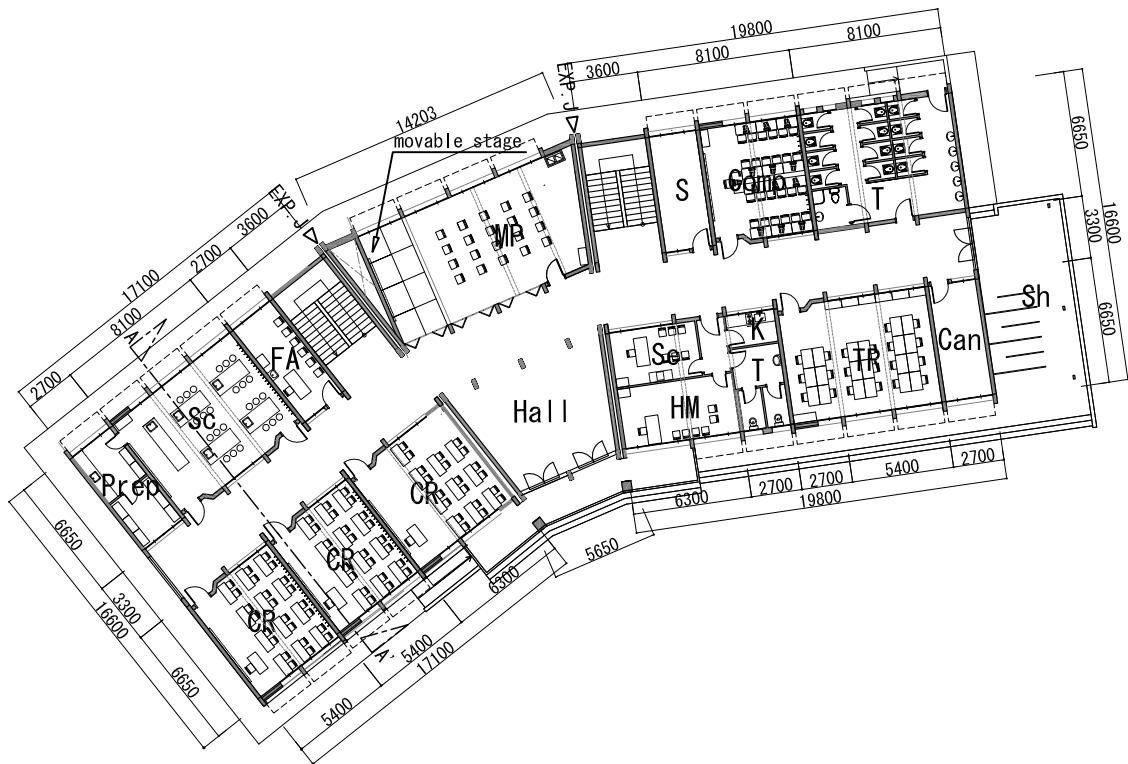 19800
3600
8100
8100
EXP. J
14203
movable stage
EXP. J
3600
2700
17100
8100
2700
A
6650
3300
16600
6650
S
Comp
T
MP
FA
Sc
Prep
Sh
K
Se
T
TR
Can
HM
Hall
CR
CR
CR
6300
2700
2700
5400
2700
19800
5650
6300
5400
17100
5400
A'
6650
3300
16600
6650